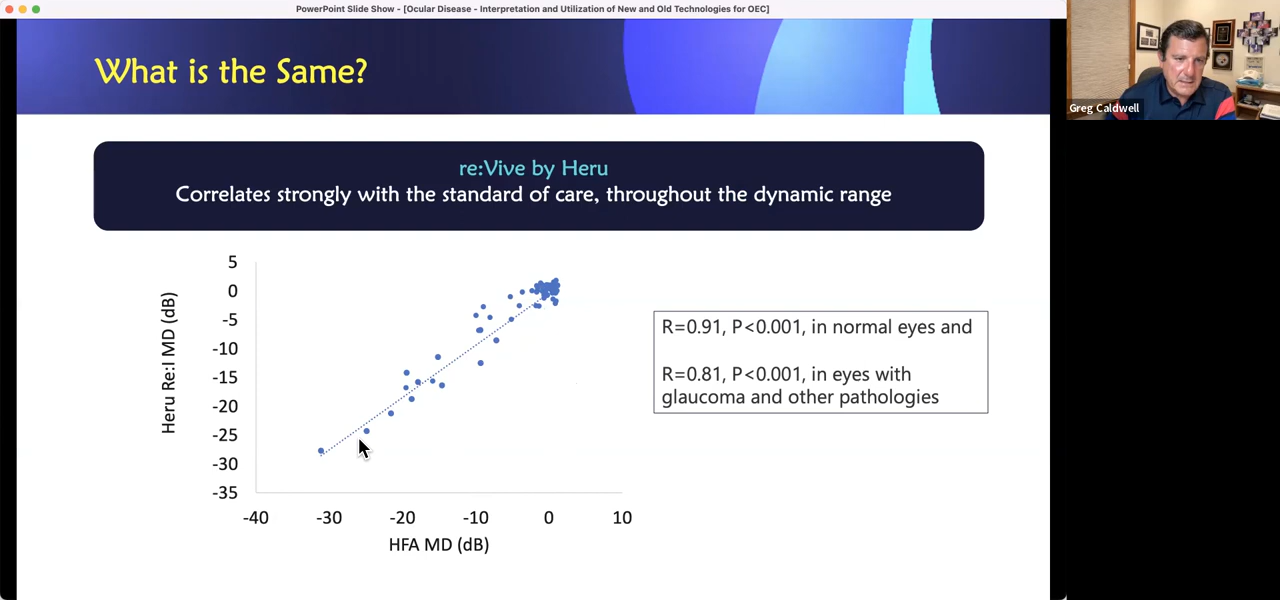 PowerPoint Slide Show - [Ocular Disease - Interpretation and Utilization of New and Old Technologies for OEC]
What is the Same?
Greg Caldwell
re:Vive by Heru
Correlates strongly with the standard of care, throughout the dynamic range
Heru Re:I MD (dB)
5
0
-5
-10
-15
-20
-25
-30
-35
-40
-30
-20
-10
0
10
HFA MD (dB)
R=0.91, P<0.001, in normal eyes and
R=0.81, P<0.001, in eyes with
glaucoma and other pathologies